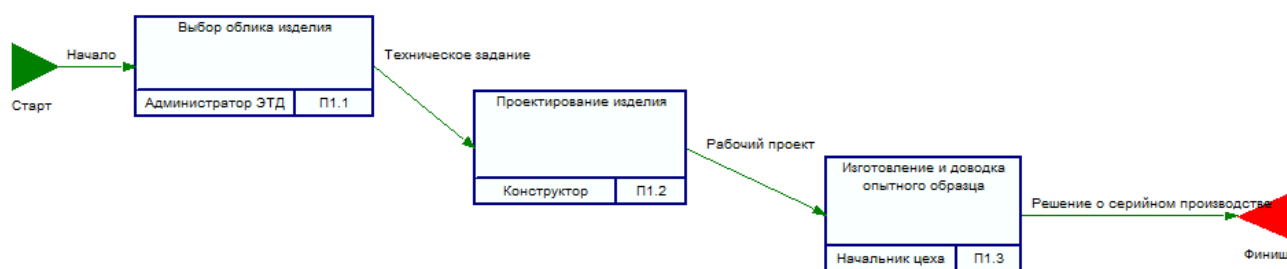 Старт
Начало
Выбор облика изделия
Администратор ЭТД
П1.1
Техническое задание
Проектирование изделия
Конструктор
П1.2
Рабочий проект
Изготовление и доводка
опытного образца
Начальник цеха
П1.3
Решение о серийном производстве
Финиш